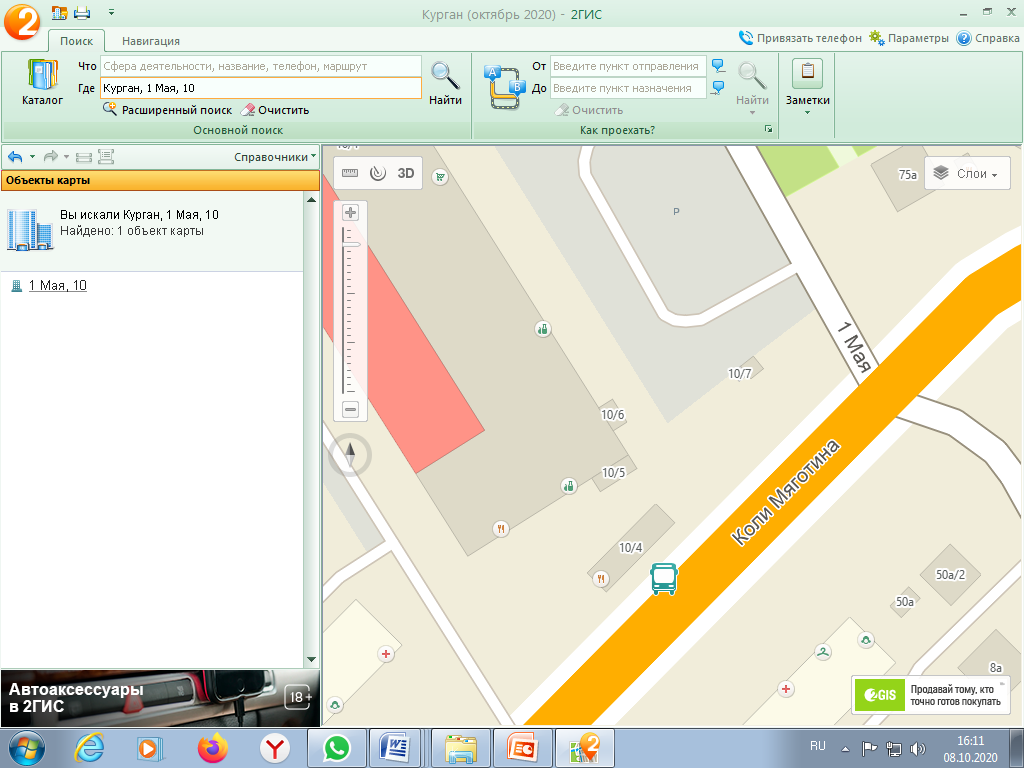 Курган (октябрь 2020) - 2ГИС
Поиск
Навигация
Привязать телефон
Параметры
Справка
Каталог
Что
Сфера деятельности, название, телефон, маршрут
Где
Курган, 1 Мая, 10
Расширенный поиск
Очистить
Найти
Основной поиск
От
Введите пункт отправления
До
Введите пункт назначения
Очистить
Найти
Как проехать?
Заметки
Справочники
Объекты карты
Вы искали Курган, 1 Мая, 10
Найдено: 1 объект карты
1 Мая, 10
3D
Слои
P
75а
1 Мая
10/7
10/6
10/5
10/4
Коли Мяготина
50а/2
50а
8а
Автоаксессуары
в 2ГИС
18+
2GIS
Продавай тому, кто
точно готов покупать
RU
16:11
08.10.2020